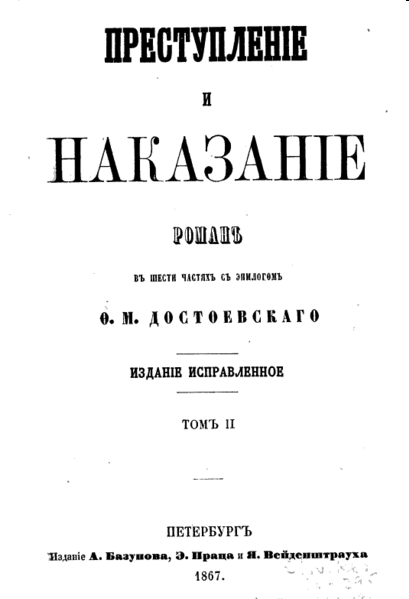 ПРЕСТУПЛЕНІЕ
И
НАКАЗАНІЕ
РОМАНЪ
ВЪ ШЕСТИ ЧАСТЯХЪ СЪ ЭПИЛОГОМЪ
Ѳ. М. ДОСТОЕВСКАГО
ИЗДАНІЕ ИСПРАВЛЕННОЕ
ТОМЪ II
ПЕТЕРБУРГЪ
Изданіе А. Базунова, Э. Праца и Я. Вейденштрауха
1867.